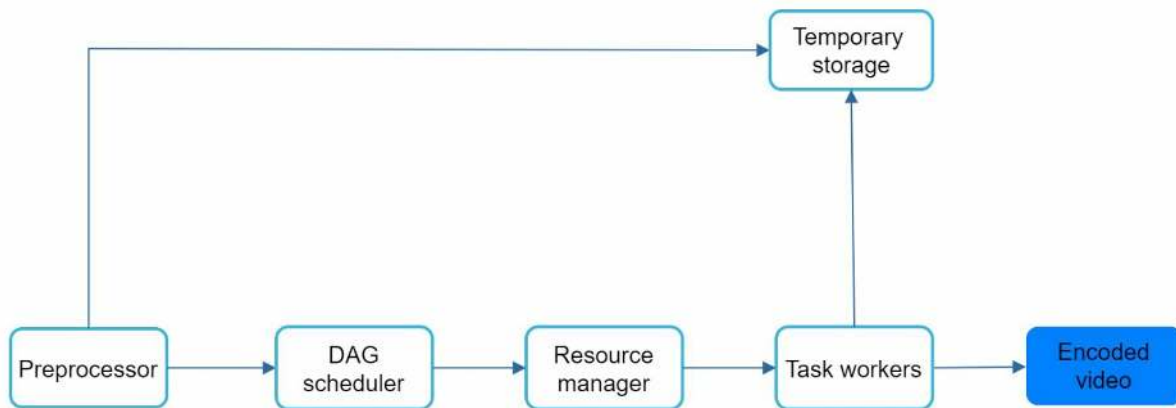 Temporary
storage
Preprocessor
DAG
scheduler
Resource
manager
Task workers
Encoded
video